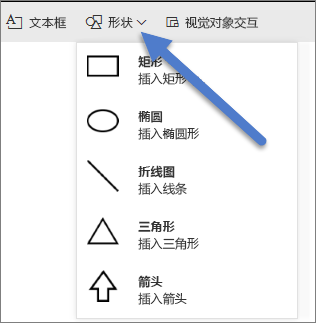 文本框 形状 视觉对象交互
矩形
插入矩形
椭圆
插入椭圆形
折线图
插入线条
三角形
插入三角形
箭头
插入箭头